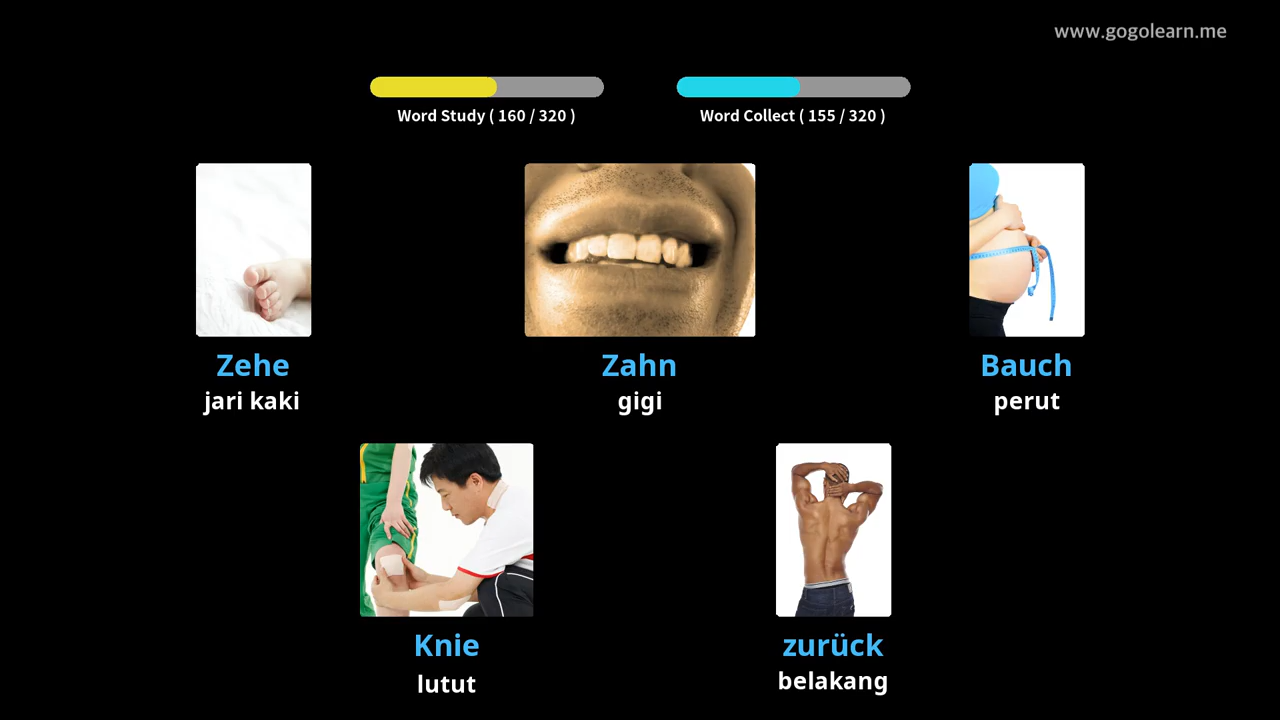 www.gogolearn.me
Word Study ( 160 / 320 )
Word Collect ( 155 / 320 )
Zehe
jari kaki
Zahn
gigi
Bauch
perut
Knie
lutut
zurück
belakang